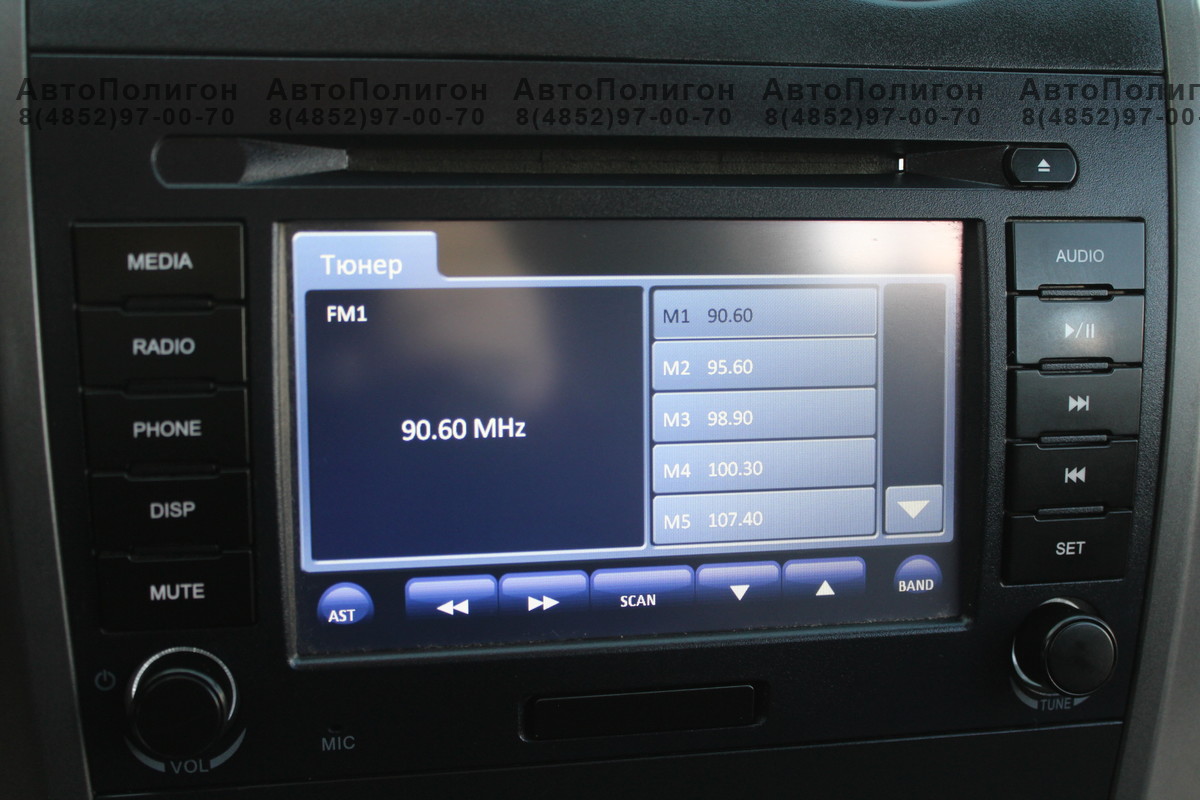 АвтоПолигон АвтоПолигон АвтоПолигон АвтоПолигон АвтоПолиг
8(4852)97-00-70 8(4852)97-00-70 8(4852)97-00-70 8(4852)97-00-70 8(4852)97-00-
MEDIA
RADIO
PHONE
DISP
MUTE
VOL
MIC
Тюнер
FM1
90.60 MHz
M1 90.60
M2 95.60
M3 98.90
M4 100.30
M5 107.40
AST
SCAN
BAND
AUDIO
SET
TUNE